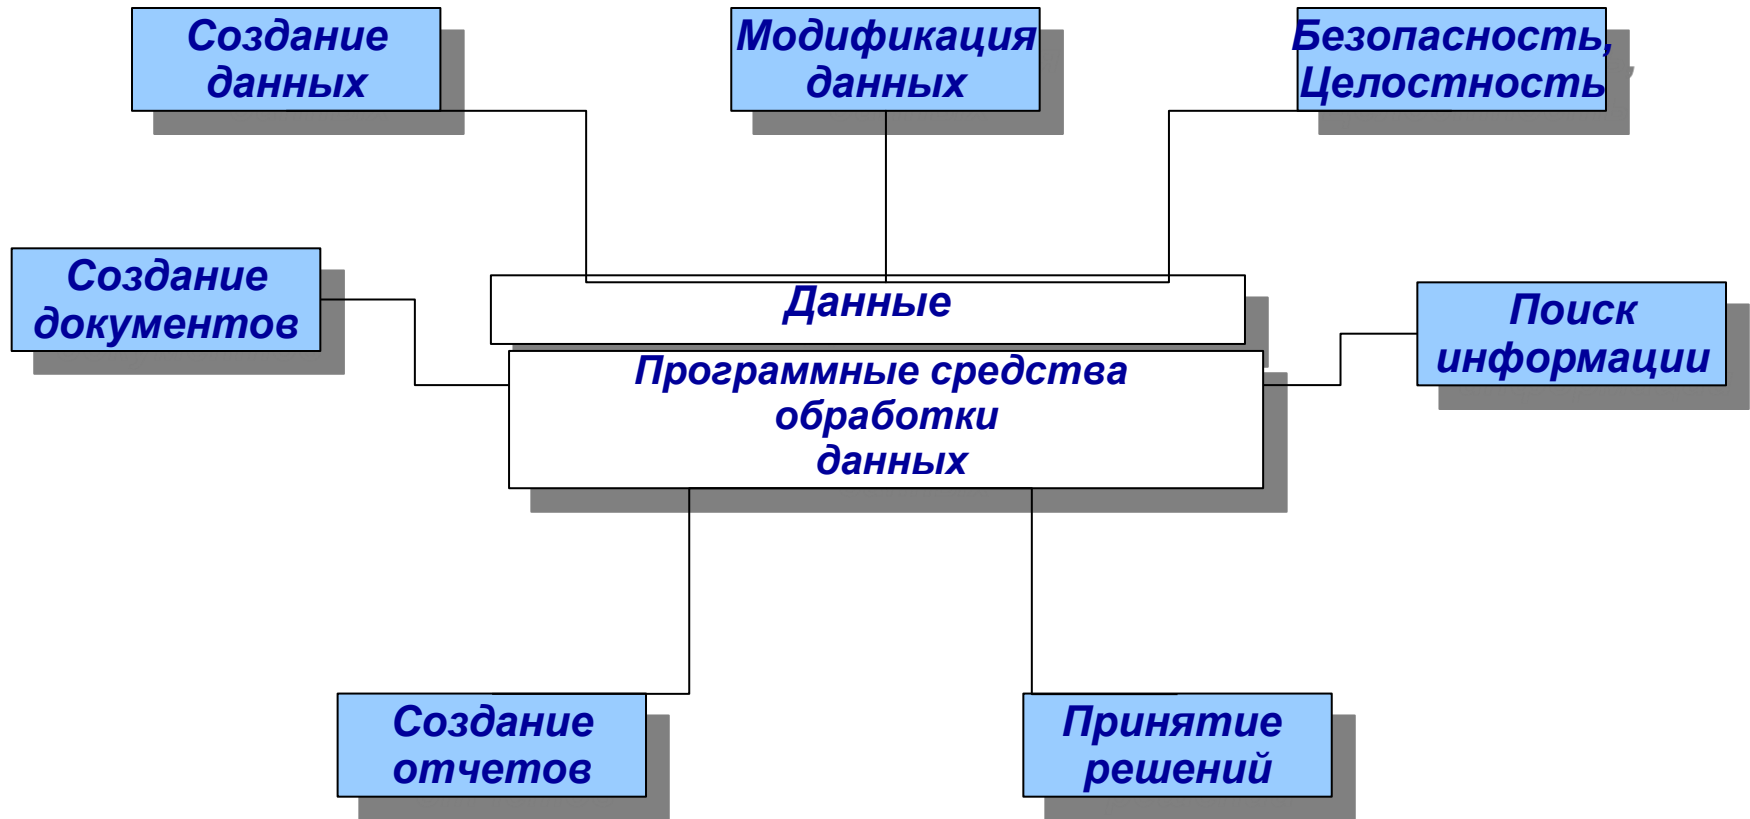 Создание
данных
Модификация
данных
Безопасность,
Целостность
Создание
документов
Данные
Программные средства
обработки
данных
Поиск
информации
Создание
отчетов
Принятие
решений